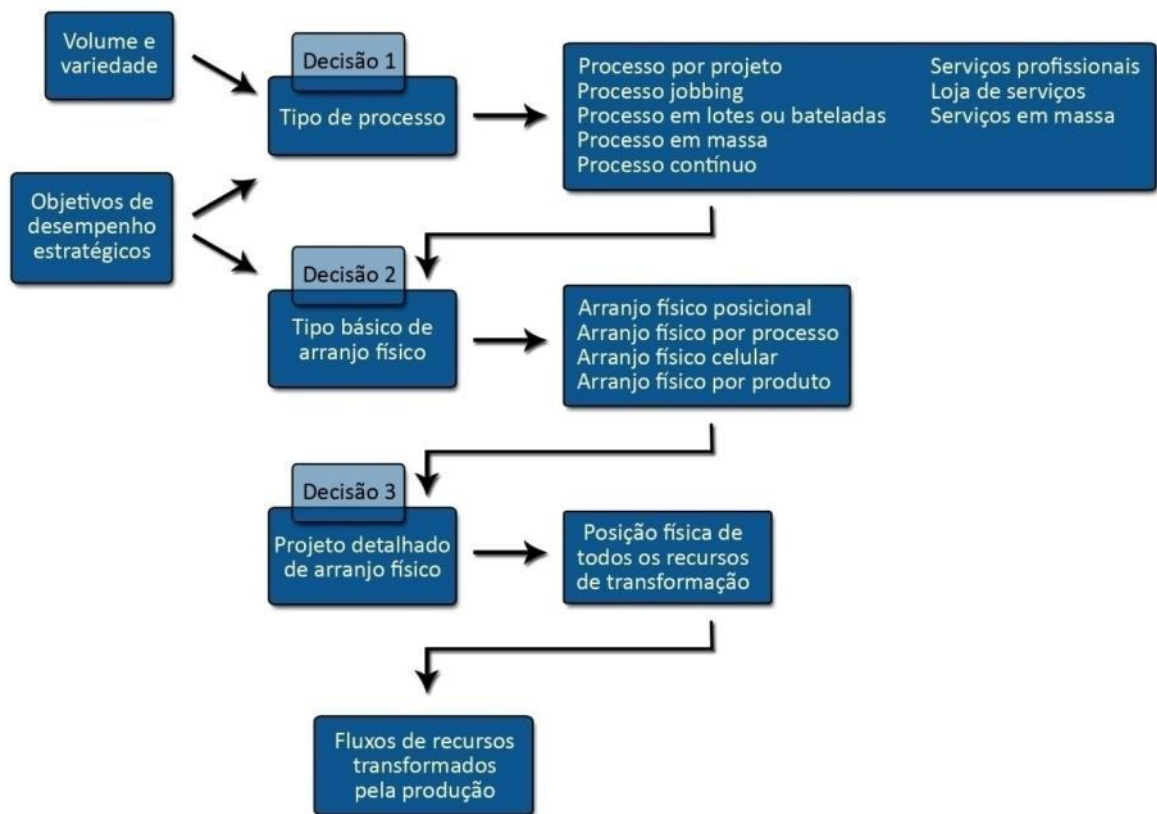 Volume e
variedade
Decisão 1
Tipo de processo
Processo por projeto
Processo jobbing
Processo em lotes ou bateladas
Processo em massa
Processo contínuo
Serviços profissionais
Loja de serviços
Serviços em massa
Objetivos de
desempenho
estratégicos
Decisão 2
Tipo básico de
arranjo físico
Arranjo físico posicional
Arranjo físico por processo
Arranjo físico celular
Arranjo físico por produto
Decisão 3
Projeto detalhado
de arranjo físico
Posição física de
todos os recursos
de transformação
Fluxos de recursos
transformados
pela produção